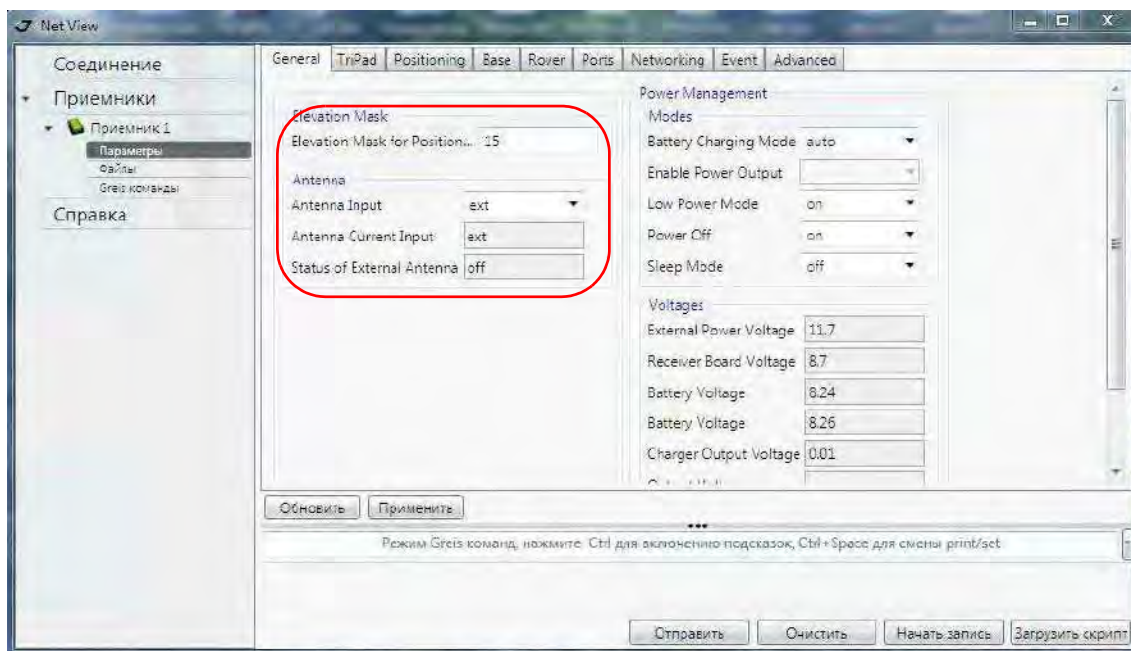 Net View
Соединение
Приемники
Приемник 1
Параметры
Файлы
Greis команды
Справка
General TriPad Positioning Base Rover Ports Networking Event Advanced
Elevation Mask
Elevation Mask for Position... 15
Antenna
Antenna Input ext
Antenna Current Input ext
Status of External Antenna off
Power Management
Modes
Battery Charging Mode auto
Enable Power Output
Low Power Mode on
Power Off on
Sleep Mode off
Voltages
External Power Voltage 11.7
Receiver Board Voltage 8.7
Battery Voltage 8.24
Battery Voltage 8.26
Charger Output Voltage 0.01
Обновить Применить
Режим Greis команд, нажмите Ctrl для включению подсказок, Ctrl+Space для смены print/set
Отправить Очистить Начать запись Загрузить скрипт